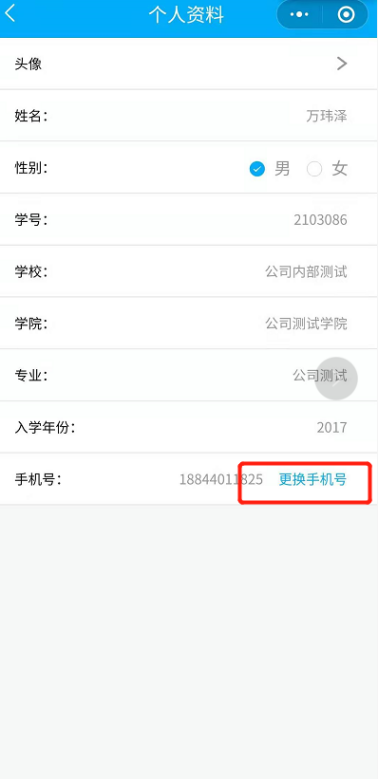 个人资料
头像
姓名： 万玮泽
性别： 男 女
学号： 2103086
学校： 公司内部测试
学院： 公司测试学院
专业： 公司测试
入学年份： 2017
手机号： 18844011825 更换手机号